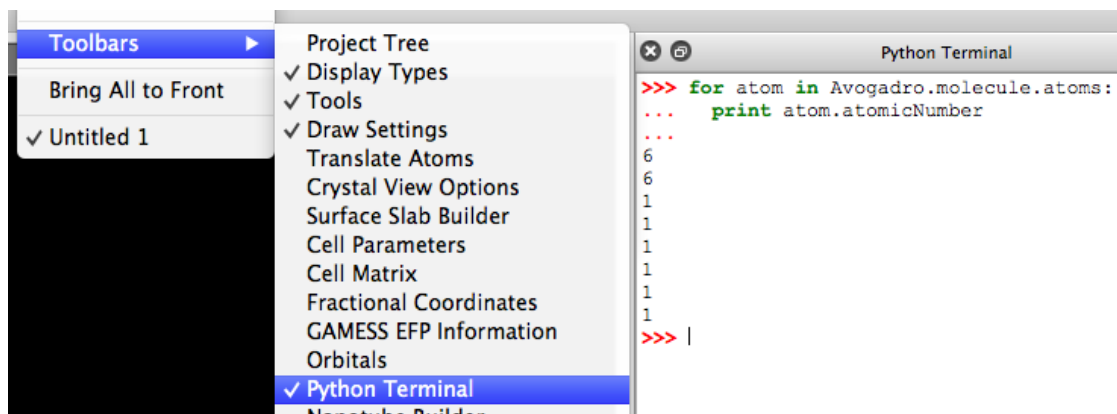 Toolbars
Bring All to Front
✓ Untitled 1
Project Tree
✓ Display Types
✓ Tools
✓ Draw Settings
Translate Atoms
Crystal View Options
Surface Slab Builder
Cell Parameters
Cell Matrix
Fractional Coordinates
GAMESS EFP Information
Orbitals
✓ Python Terminal
Nanotube Builder
Python Terminal
>>> for atom in Avogadro.molecule.atoms:
...   print atom.atomicNumber
...
6
6
1
1
1
1
1
1
>>>